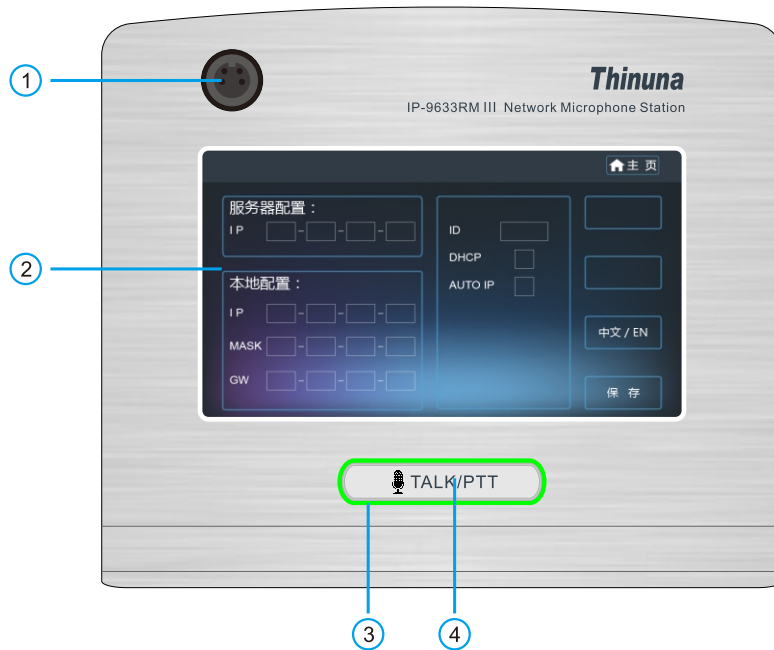 1
Thinuna
IP-9633RM III Network Microphone Station
主 页
服务器配置：
IP
ID
DHCP
2
本地配置：
AUTO IP
IP
中文 / EN
MASK
GW
保 存
TALK/PTT
3
4